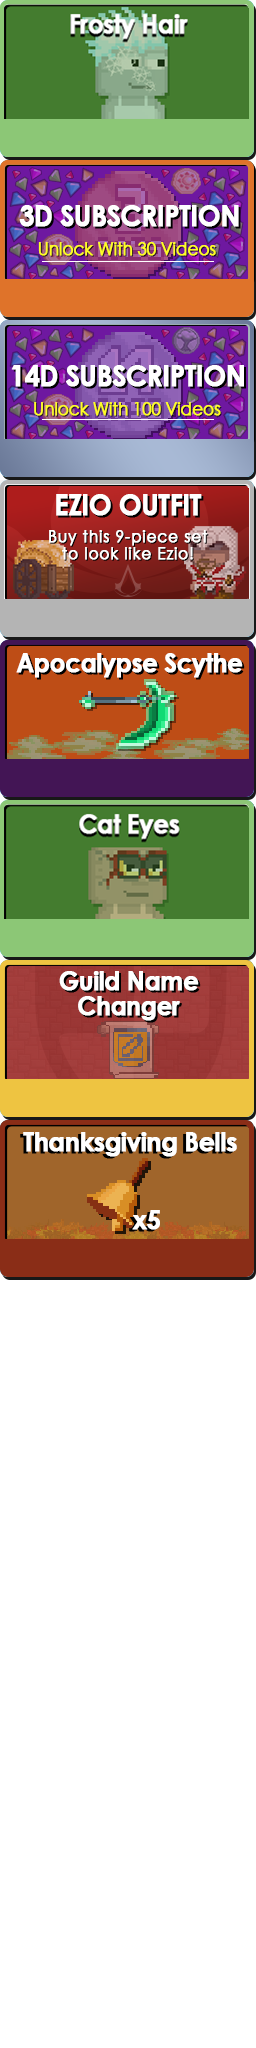 Frosty Hair
3D SUBSCRIPTION
Unlock With 30 Videos
14D SUBSCRIPTION
Unlock With 100 Videos
EZIO OUTFIT
Buy this 9-piece set
to look like Ezio!
Apocalypse Scythe
Cat Eyes
Guild Name
Changer
Thanksgiving Bells
x5